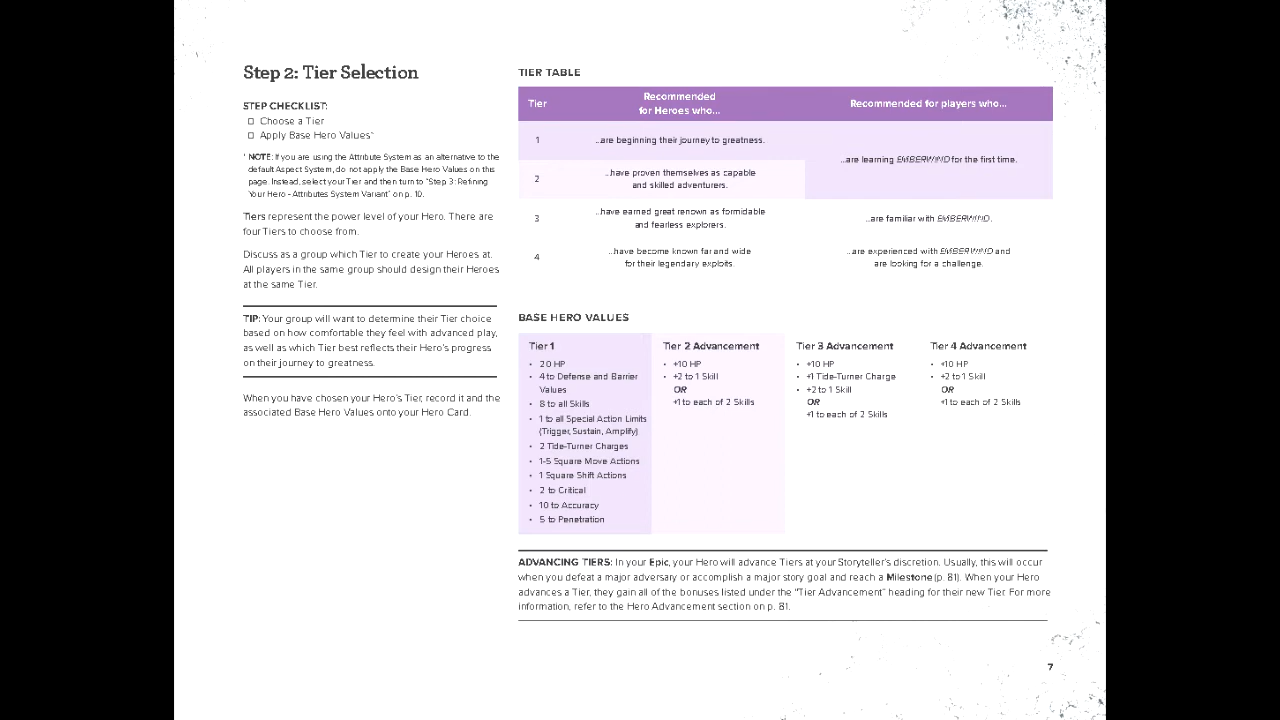 Step 2: Tier Selection
STEP CHECKLIST:
Choose a Tier
Apply Base Hero Values*
* NOTE: If you are using the Attribute System as an alternative to the
default Aspect System, do not apply the Base Hero Values on this
page. Instead, select your Tier and then turn to "Step 3: Refining
Your Hero - Attributes System Variant" on p. 10.
Tiers represent the power level of your Hero. There are
four Tiers to choose from.
Discuss as a group which Tier to create your Heroes at.
All players in the same group should design their Heroes
at the same Tier.
TIP: Your group will want to determine their Tier choice
based on how comfortable they feel with advanced play,
as well as which Tier best reflects their Hero's progress
on their journey to greatness.
When you have chosen your Hero's Tier, record it and the
associated Base Hero Values onto your Hero Card.
TIER TABLE
Tier
Recommended
for Heroes who...
Recommended for players who...
1
...are beginning their journey to greatness.
...are learning EMBERWIND for the first time.
2
...have proven themselves as capable
and skilled adventurers.
3
...have earned great renown as formidable
and fearless explorers.
...are familiar with EMBERWIND.
4
...have become known far and wide
for their legendary exploits.
...are experienced with EMBERWIND and
are looking for a challenge.
BASE HERO VALUES
Tier 1
• 20 HP
• 4 to Defense and Barrier
Values
• 8 to all Skills
• 1 to all Special Action Limits
(Trigger, Sustain, Amplify)
• 2 Tide-Turner Charges
• 1-5 Square Move Actions
• 1 Square Shift Actions
• 2 to Critical
• 10 to Accuracy
• 5 to Penetration
Tier 2 Advancement
• +10 HP
• +2 to 1 Skill
OR
+1 to each of 2 Skills
Tier 3 Advancement
• +10 HP
• +1 Tide-Turner Charge
• +2 to 1 Skill
OR
+1 to each of 2 Skills
Tier 4 Advancement
• +10 HP
• +2 to 1 Skill
OR
+1 to each of 2 Skills
ADVANCING TIERS: In your Epic, your Hero will advance Tiers at your Storyteller's discretion. Usually, this will occur
when you defeat a major adversary or accomplish a major story goal and reach a Milestone (p. 81). When your Hero
advances a Tier, they gain all of the bonuses listed under the "Tier Advancement" heading for their new Tier. For more
information, refer to the Hero Advancement section on p. 81.
7